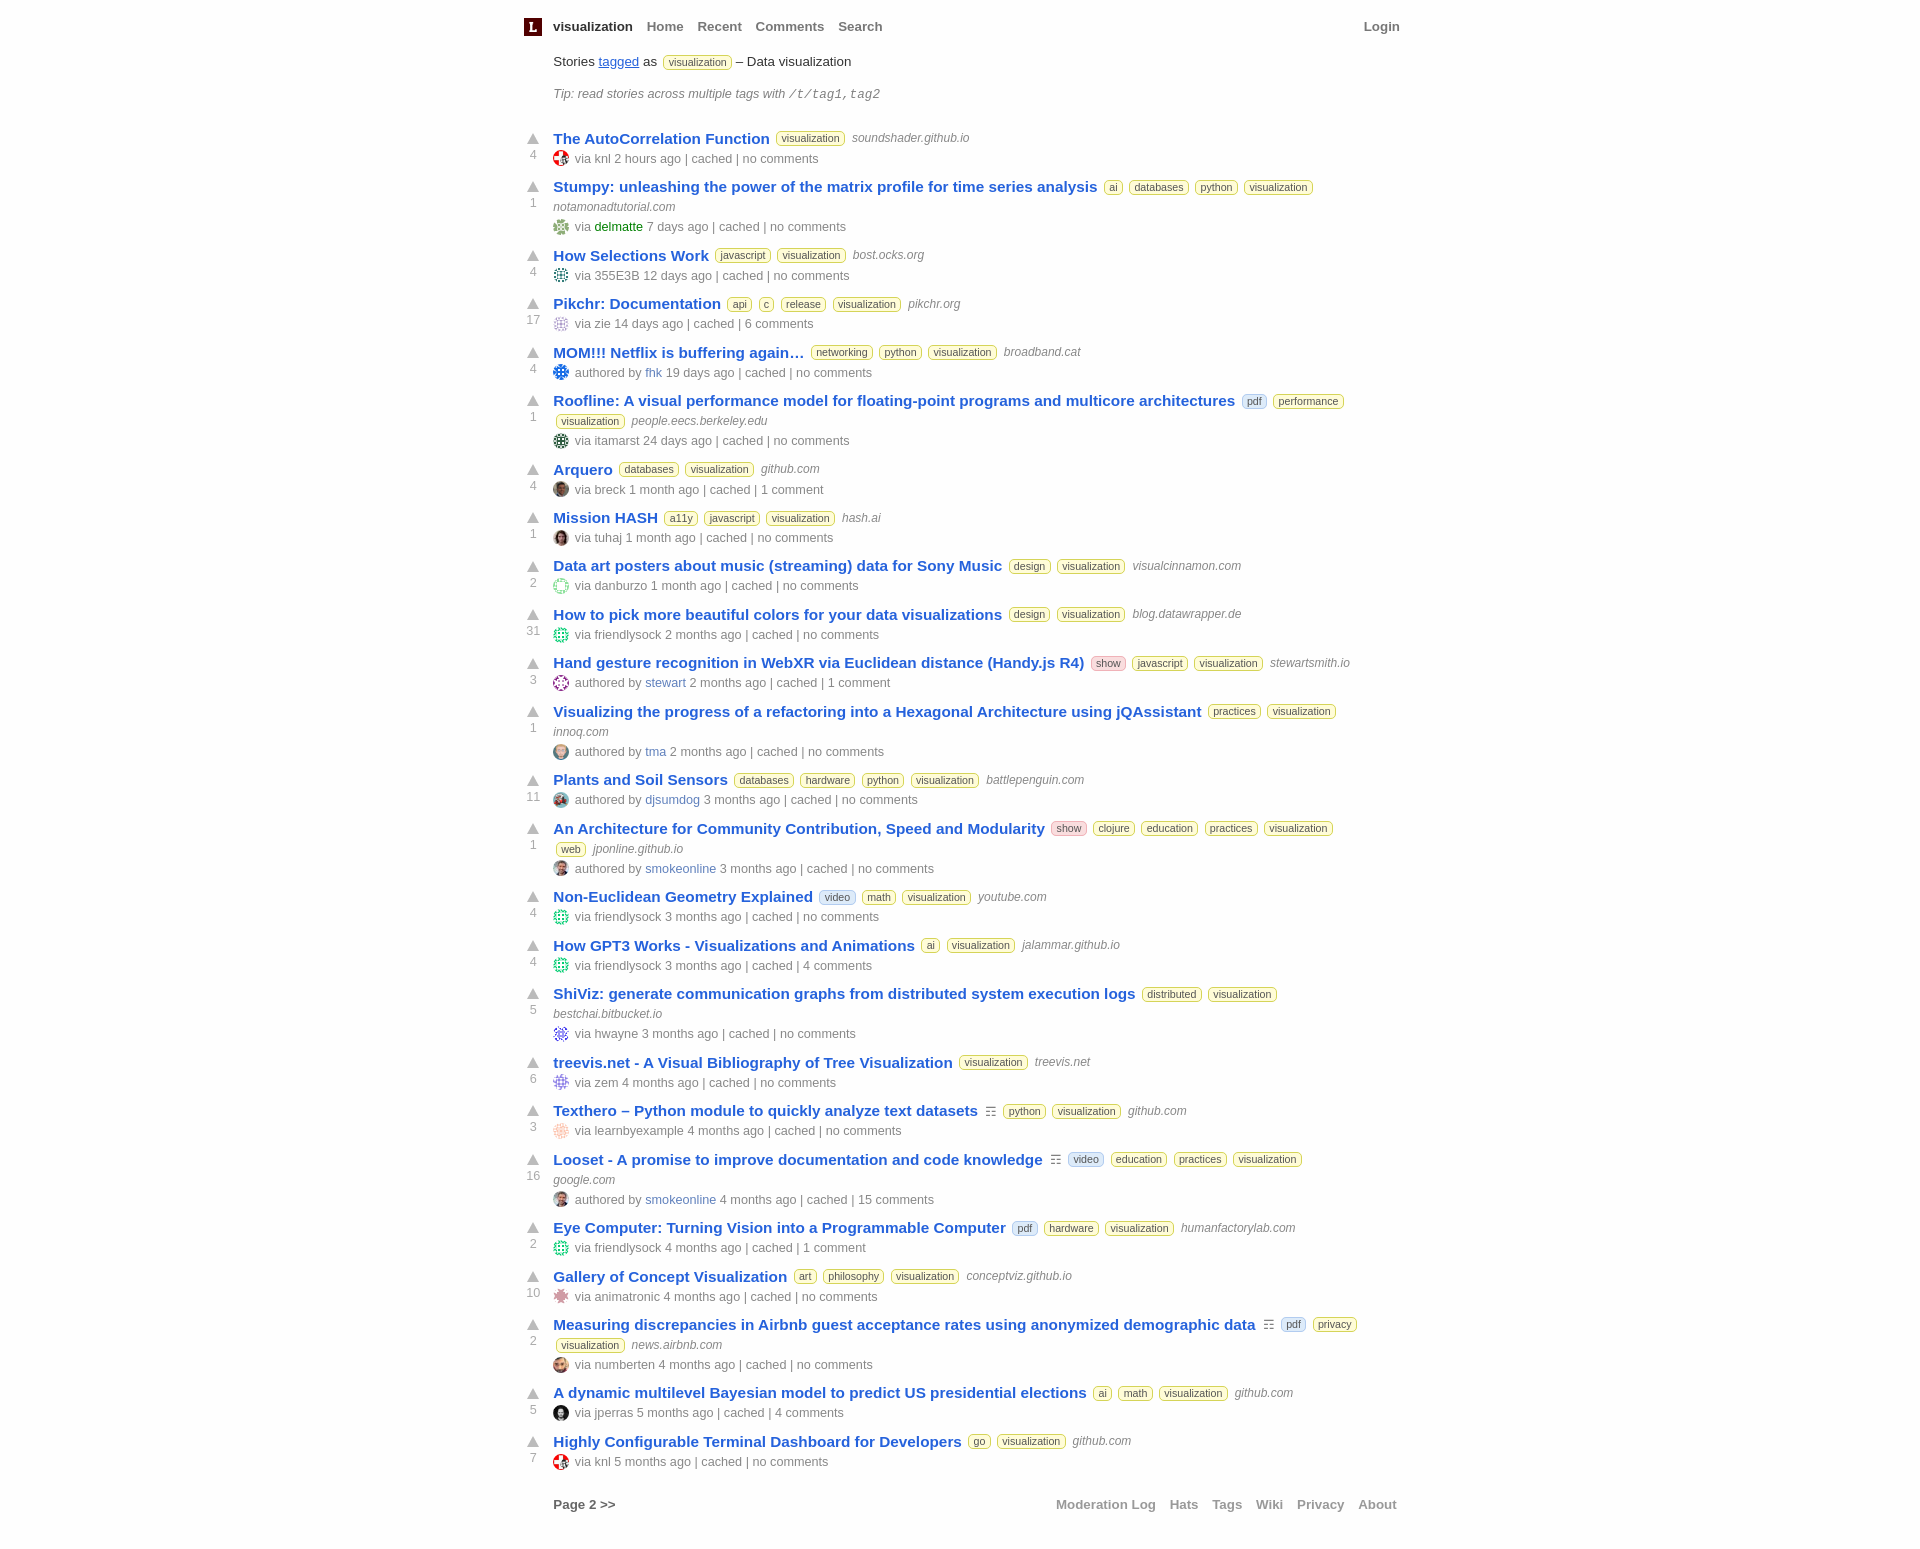 L visualization Home Recent Comments Search Login
Stories tagged as visualization – Data visualization
Tip: read stories across multiple tags with /t/tag1,tag2
The AutoCorrelation Function visualization soundshader.github.io
4 via knl 2 hours ago | cached | no comments
Stumpy: unleashing the power of the matrix profile for time series analysis ai databases python visualization
1 notamonadtutorial.com
via delmatte 7 days ago | cached | no comments
How Selections Work javascript visualization bost.ocks.org
4 via 355E3B 12 days ago | cached | no comments
Pikchr: Documentation api c release visualization pikchr.org
17 via zie 14 days ago | cached | 6 comments
MOM!!! Netflix is buffering again… networking python visualization broadband.cat
4 authored by fhk 19 days ago | cached | no comments
Roofline: A visual performance model for floating-point programs and multicore architectures pdf performance
1 visualization people.eecs.berkeley.edu
via itamarst 24 days ago | cached | no comments
Arquero databases visualization github.com
4 via breck 1 month ago | cached | 1 comment
Mission HASH a11y javascript visualization hash.ai
1 via tuhaj 1 month ago | cached | no comments
Data art posters about music (streaming) data for Sony Music design visualization visualcinnamon.com
2 via danburzo 1 month ago | cached | no comments
How to pick more beautiful colors for your data visualizations design visualization blog.datawrapper.de
31 via friendlysock 2 months ago | cached | no comments
Hand gesture recognition in WebXR via Euclidean distance (Handy.js R4) show javascript visualization stewartsmith.io
3 authored by stewart 2 months ago | cached | 1 comment
Visualizing the progress of a refactoring into a Hexagonal Architecture using jQAssistant practices visualization
1 innoq.com
authored by tma 2 months ago | cached | no comments
Plants and Soil Sensors databases hardware python visualization battlepenguin.com
11 authored by djsumdog 3 months ago | cached | no comments
An Architecture for Community Contribution, Speed and Modularity show clojure education practices visualization
1 web jponline.github.io
authored by smokeonline 3 months ago | cached | no comments
Non-Euclidean Geometry Explained video math visualization youtube.com
4 via friendlysock 3 months ago | cached | no comments
How GPT3 Works - Visualizations and Animations ai visualization jalammar.github.io
4 via friendlysock 3 months ago | cached | 4 comments
ShiViz: generate communication graphs from distributed system execution logs distributed visualization
5 bestchai.bitbucket.io
via hwayne 3 months ago | cached | no comments
treevis.net - A Visual Bibliography of Tree Visualization visualization treevis.net
6 via zem 4 months ago | cached | no comments
Texthero – Python module to quickly analyze text datasets ☶ python visualization github.com
3 via learnbyexample 4 months ago | cached | no comments
Looset - A promise to improve documentation and code knowledge ☶ video education practices visualization
16 google.com
authored by smokeonline 4 months ago | cached | 15 comments
Eye Computer: Turning Vision into a Programmable Computer pdf hardware visualization humanfactorylab.com
2 via friendlysock 4 months ago | cached | 1 comment
Gallery of Concept Visualization art philosophy visualization conceptviz.github.io
10 via animatronic 4 months ago | cached | no comments
Measuring discrepancies in Airbnb guest acceptance rates using anonymized demographic data ☶ pdf privacy
2 visualization news.airbnb.com
via numberten 4 months ago | cached | no comments
A dynamic multilevel Bayesian model to predict US presidential elections ai math visualization github.com
5 via jperras 5 months ago | cached | 4 comments
Highly Configurable Terminal Dashboard for Developers go visualization github.com
7 via knl 5 months ago | cached | no comments
Page 2 >> Moderation Log Hats Tags Wiki Privacy About